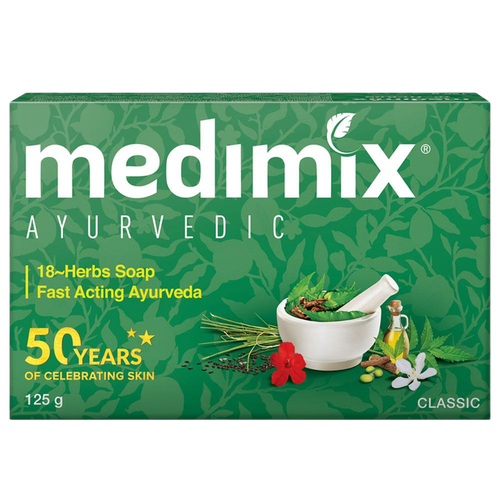 medimix®
AYURVEDIC
18~Herbs Soap
Fast Acting Ayurveda
50 YEARS
OF CELEBRATING SKIN
125 g
CLASSIC